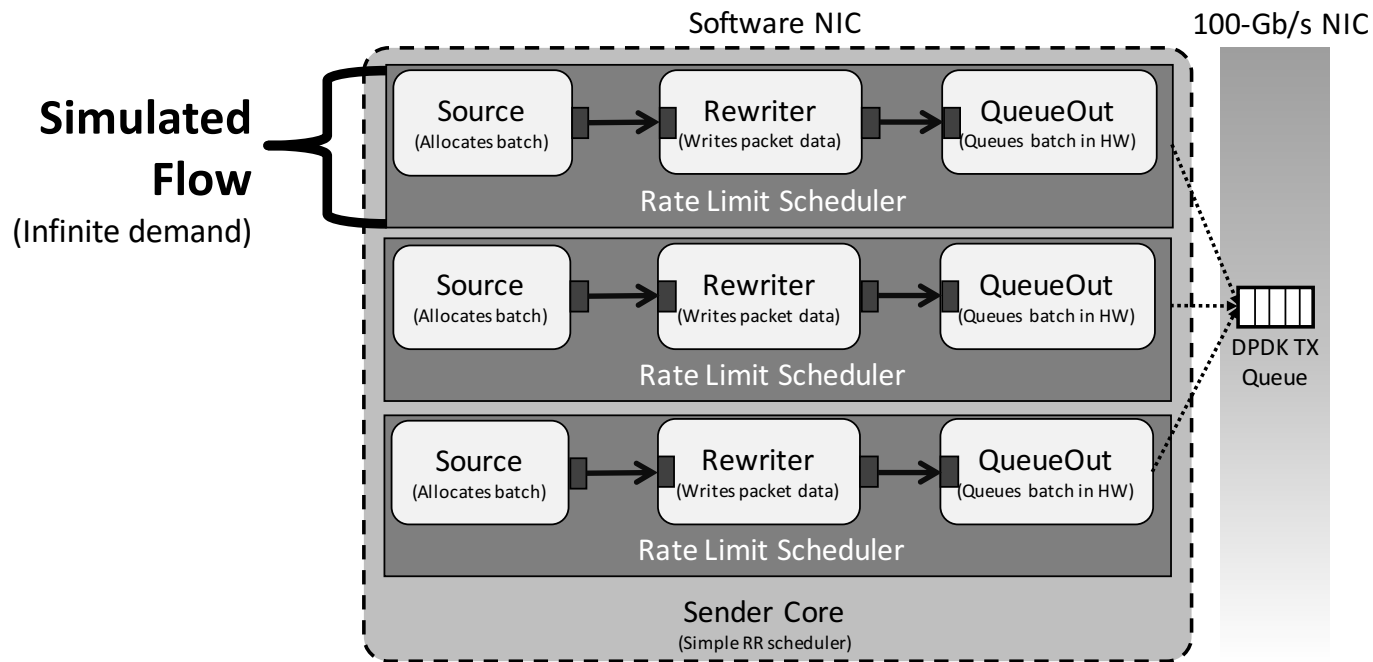 Software NIC
100-Gb/s NIC
Simulated
Flow
(Infinite demand)
Source
(Allocates batch)
Rewriter
(Writes packet data)
QueueOut
(Queues batch in HW)
Rate Limit Scheduler
Source
(Allocates batch)
Rewriter
(Writes packet data)
QueueOut
(Queues batch in HW)
Rate Limit Scheduler
DPDK TX
Queue
Source
(Allocates batch)
Rewriter
(Writes packet data)
QueueOut
(Queues batch in HW)
Rate Limit Scheduler
Sender Core
(Simple RR scheduler)